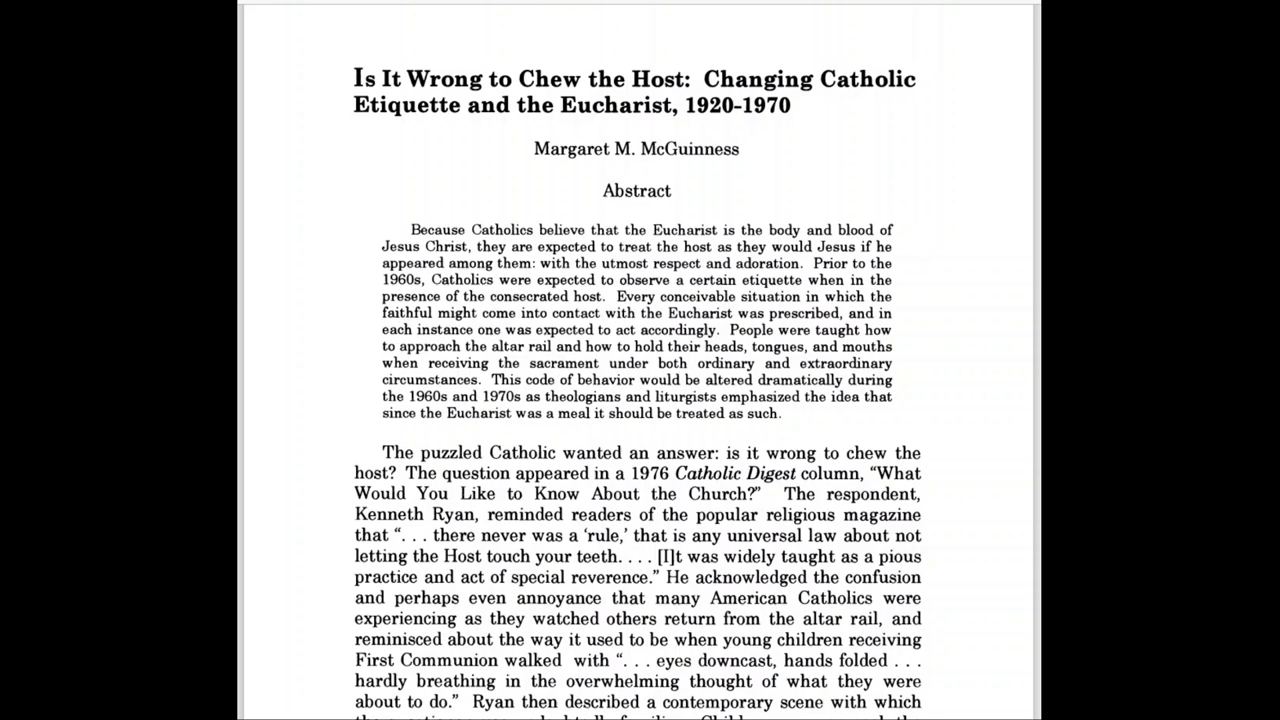 Is It Wrong to Chew the Host: Changing Catholic
Etiquette and the Eucharist, 1920-1970
Margaret M. McGuinness
Abstract
Because Catholics believe that the Eucharist is the body and blood of
Jesus Christ, they are expected to treat the host as they would Jesus if he
appeared among them: with the utmost respect and adoration. Prior to the
1960s, Catholics were expected to observe a certain etiquette when in the
presence of the consecrated host. Every conceivable situation in which the
faithful might come into contact with the Eucharist was prescribed, and in
each instance one was expected to act accordingly. People were taught how
to approach the altar rail and how to hold their heads, tongues, and mouths
when receiving the sacrament under both ordinary and extraordinary
circumstances. This code of behavior would be altered dramatically during
the 1960s and 1970s as theologians and liturgists emphasized the idea that
since the Eucharist was a meal it should be treated as such.
The puzzled Catholic wanted an answer: is it wrong to chew the
host? The question appeared in a 1976 Catholic Digest column, “What
Would You Like to Know About the Church?” The respondent,
Kenneth Ryan, reminded readers of the popular religious magazine
that “. . . there never was a ‘rule,’ that is any universal law about not
letting the Host touch your teeth. . . . [I]t was widely taught as a pious
practice and act of special reverence.” He acknowledged the confusion
and perhaps even annoyance that many American Catholics were
experiencing as they watched others return from the altar rail, and
reminisced about the way it used to be when young children receiving
First Communion walked with “. . . eyes downcast, hands folded . . .
hardly breathing in the overwhelming thought of what they were
about to do.” Ryan then described a contemporary scene with which